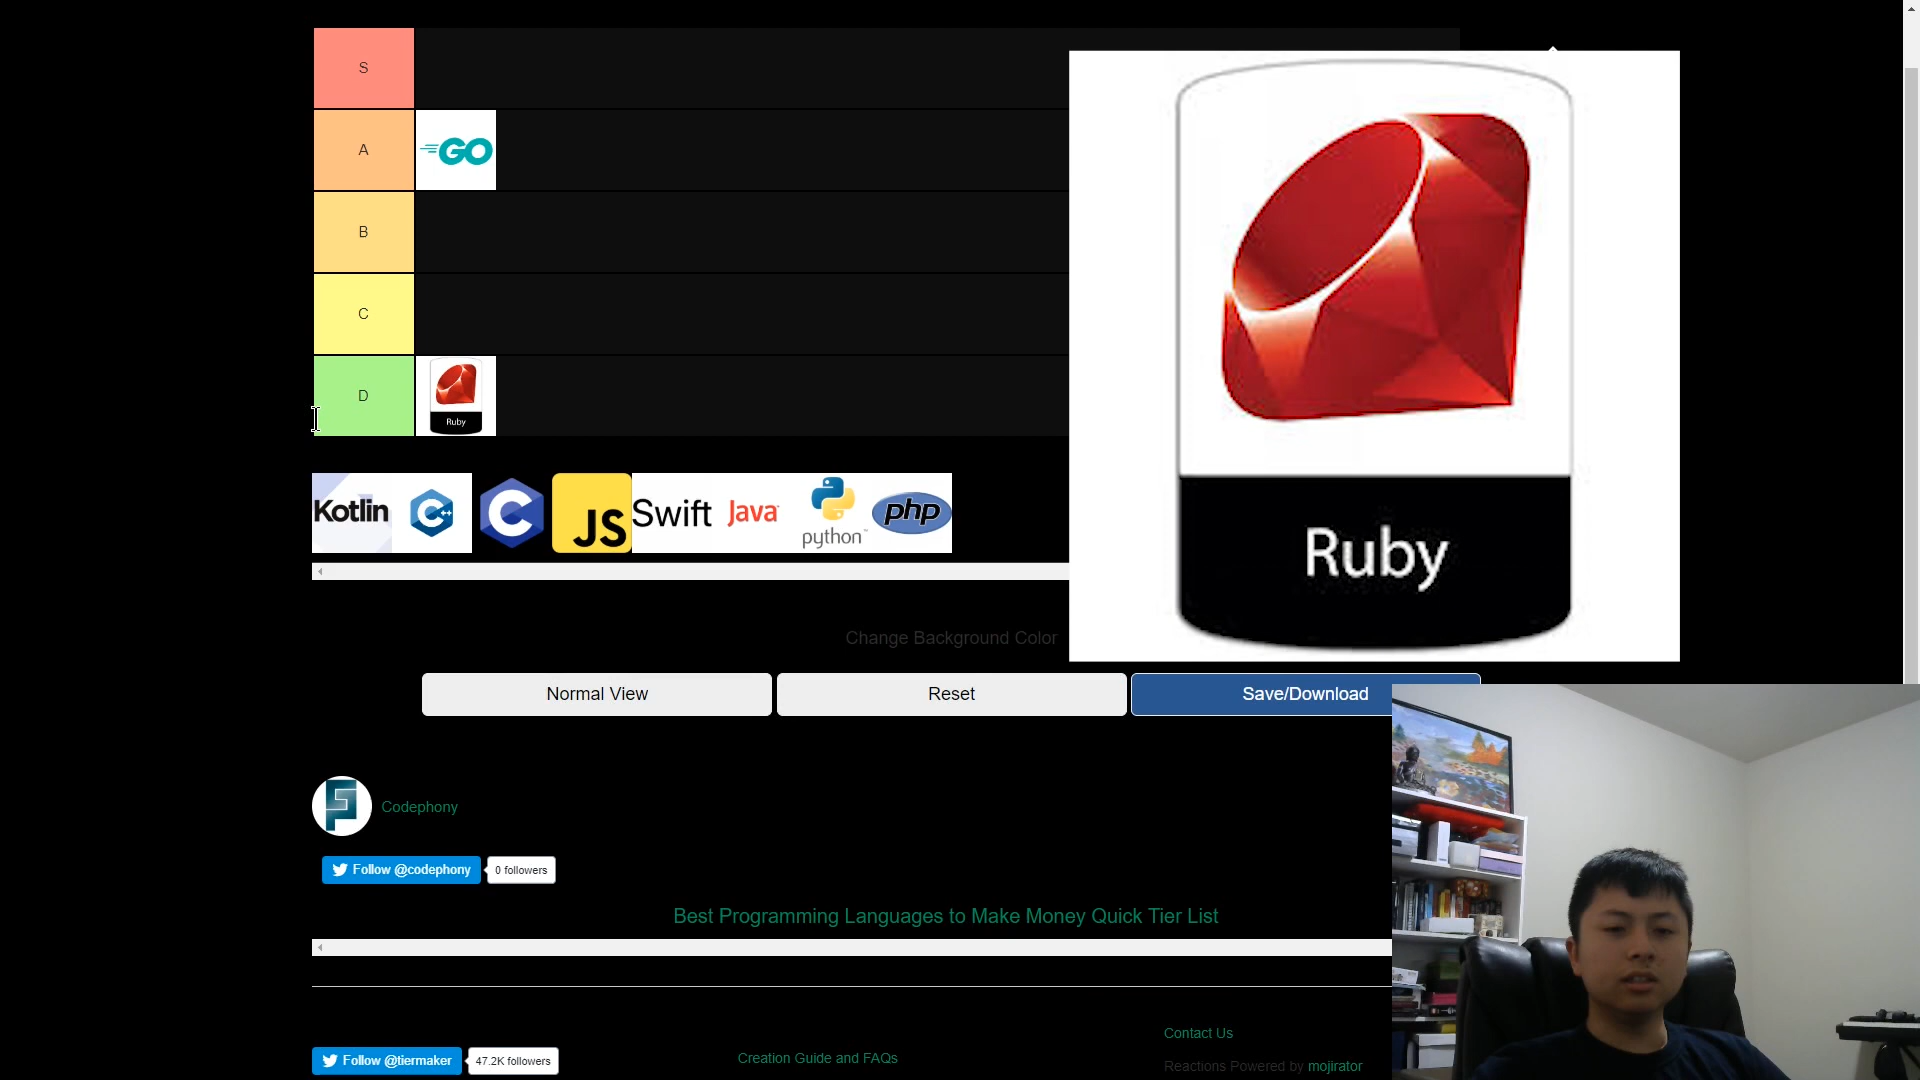 S
A
GO
B
C
D
Ruby
Kotlin
C++
C
JS
Swift
Java
python
php
Ruby
Change Background Color
Normal View
Reset
Save/Download
Codephony
Follow @codephony
0 followers
Best Programming Languages to Make Money Quick Tier List
Follow @tiermaker
47.2K followers
Creation Guide and FAQs
Contact Us
Reactions Powered by mojirator